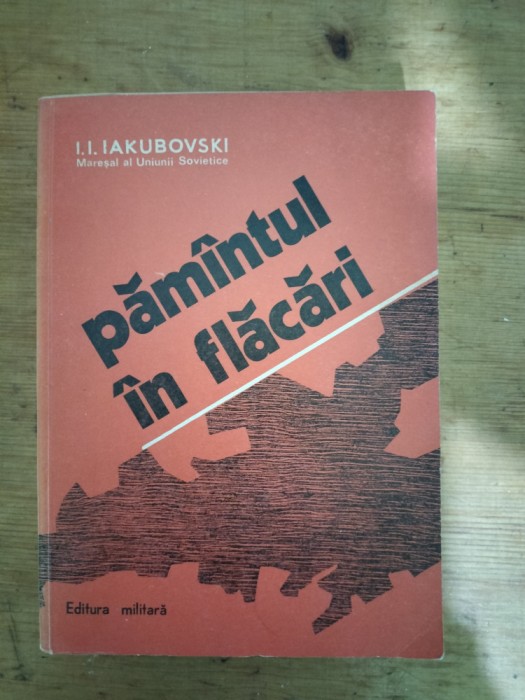 I.I. IAKUBOVSKI
Mareşal al Uniunii Sovietice
pămîntul
în flăcări
Editura militară